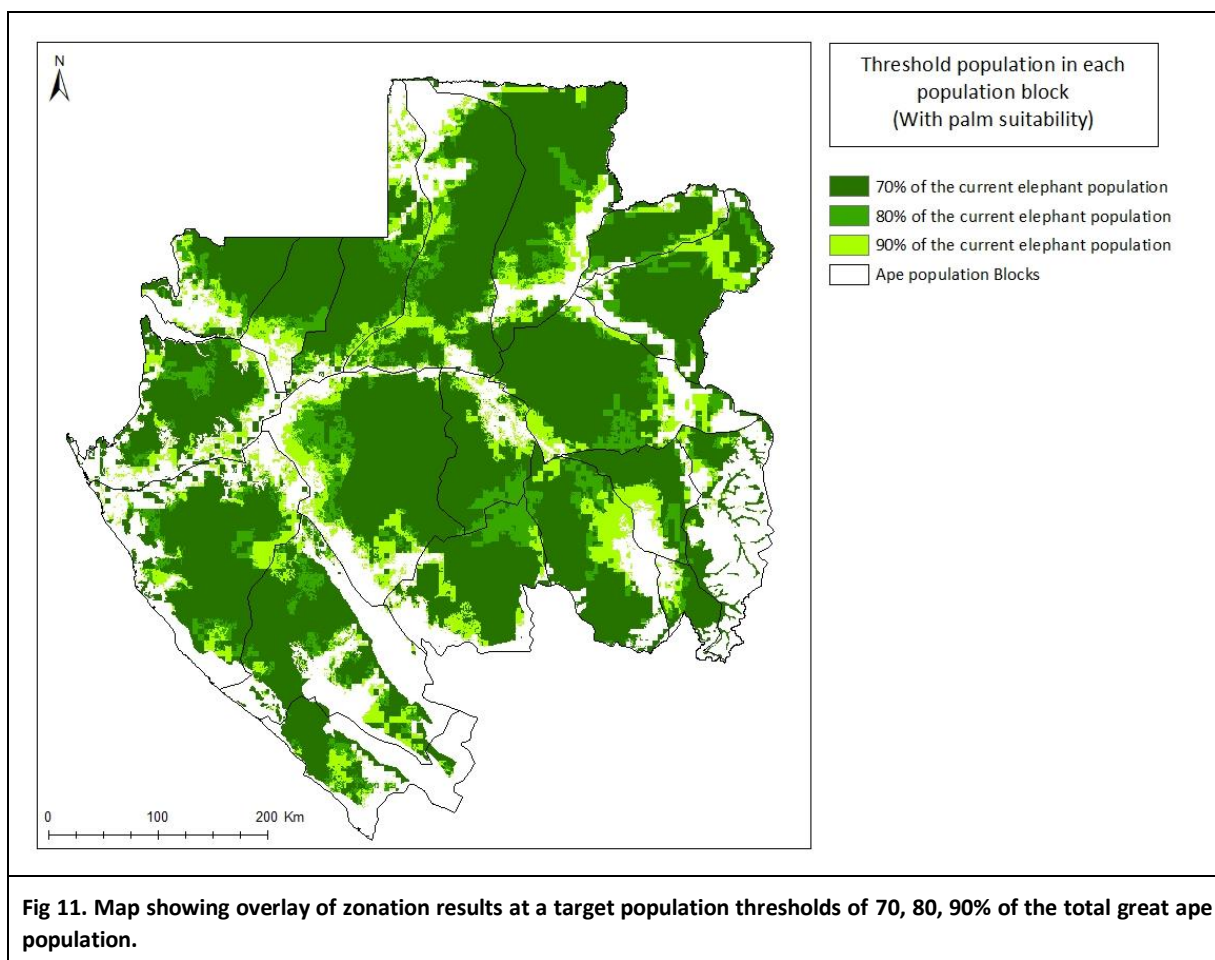 N
Threshold population in each
population block
(With palm suitability)
70% of the current elephant population
80% of the current elephant population
90% of the current elephant population
Ape population Blocks
0 100 200 Km
Fig 11. Map showing overlay of zonation results at a target population thresholds of 70, 80, 90% of the total great ape
population.